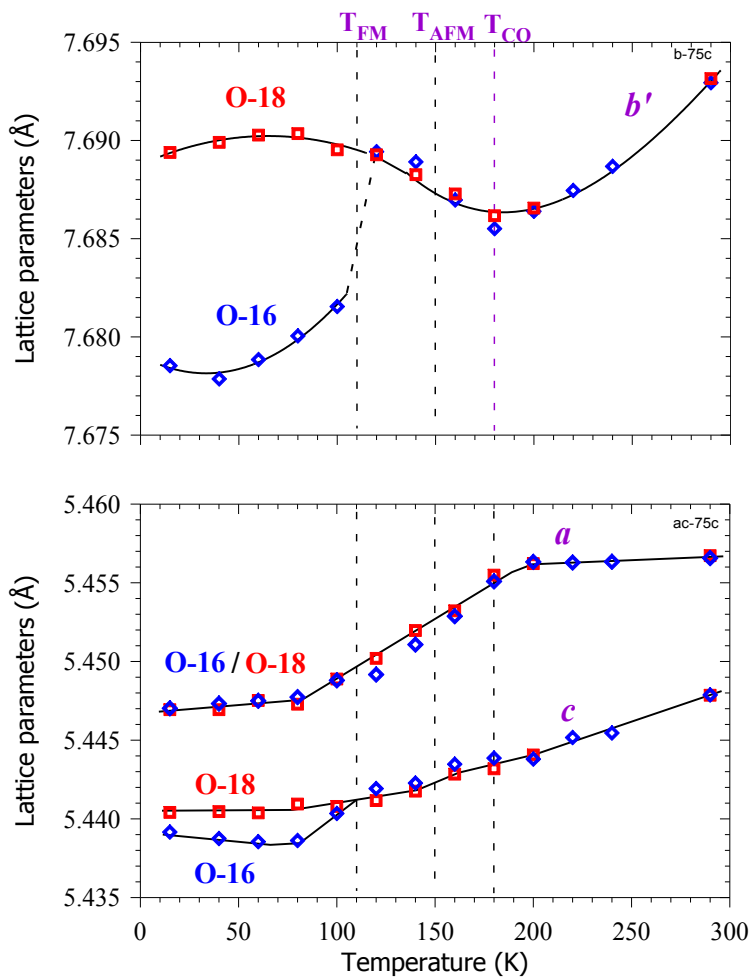 T_FM T_AFM T_CO
7.695
b-75c
O-18
b'
7.690
7.685
O-16
7.680
7.675
Lattice parameters (Å)
5.460
ac-75c
a
5.455
5.450
O-16 / O-18
c
5.445
O-18
5.440
O-16
5.435
Lattice parameters (Å)
0 50 100 150 200 250 300
Temperature (K)